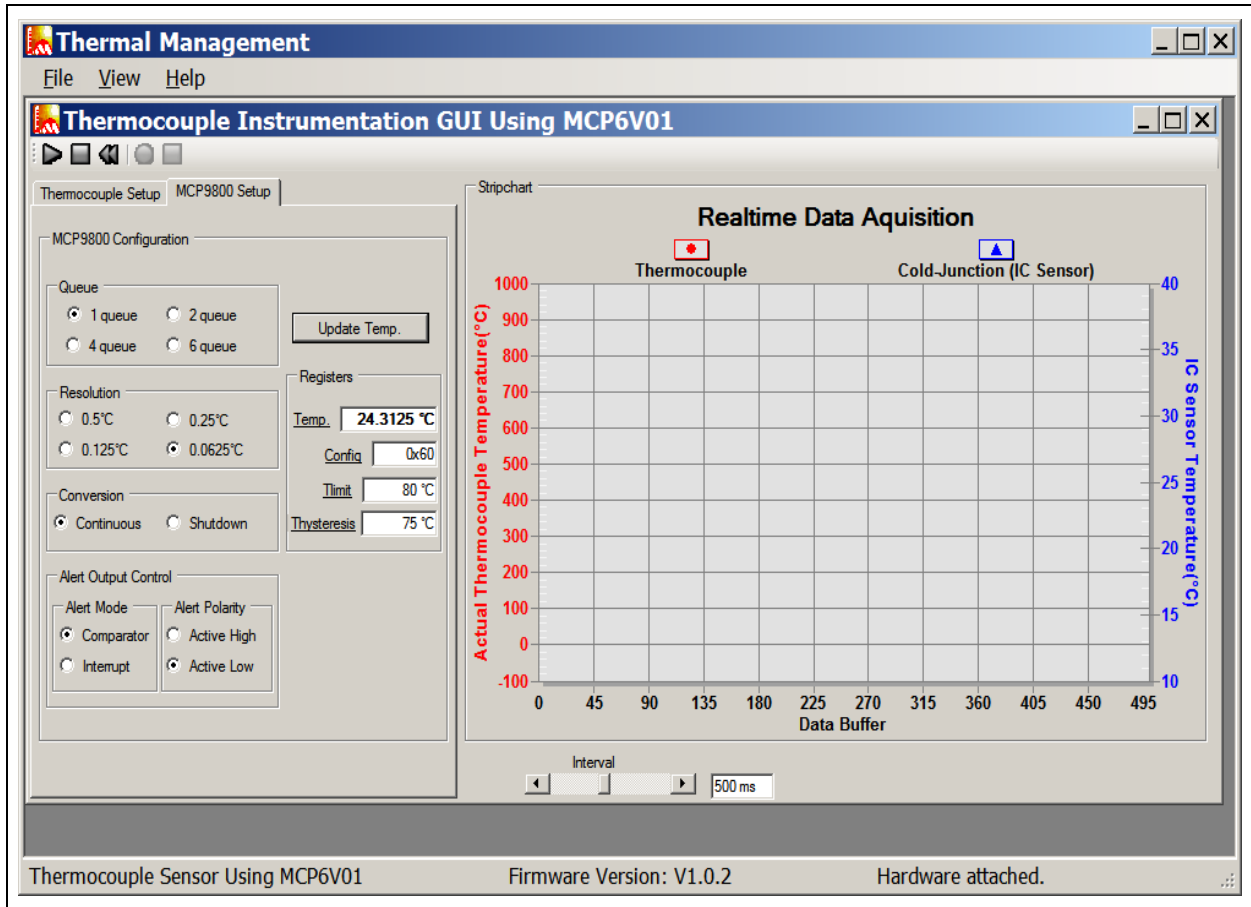 Thermal Management
File View Help
Thermocouple Instrumentation GUI Using MCP6V01
Thermocouple Setup MCP9800 Setup
MCP9800 Configuration
Queue
1 queue 2 queue
4 queue 6 queue
Update Temp.
Resolution
0.5°C 0.25°C
0.125°C 0.0625°C
Registers
Temp. 24.3125 °C
Config 0x60
Tlimit 80 °C
Thysteresis 75 °C
Conversion
Continuous Shutdown
Alert Output Control
Alert Mode Alert Polarity
Comparator Active High
Interrupt Active Low
Stripchart
Realtime Data Aquisition
Thermocouple Cold-Junction (IC Sensor)
Actual Thermocouple Temperature(°C)
1000
900
800
700
600
500
400
300
200
100
0
-100
40
35
30
25
20
15
10
IC Sensor Temperature(°C)
0 45 90 135 180 225 270 315 360 405 450 495
Data Buffer
Interval
500 ms
Thermocouple Sensor Using MCP6V01 Firmware Version: V1.0.2 Hardware attached.